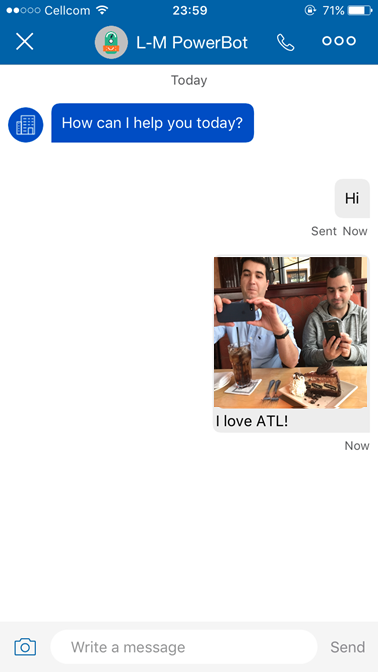 Cellcom 23:59 71%
L-M PowerBot
Today
How can I help you today?
Hi
Sent Now
I love ATL!
Now
Write a message Send